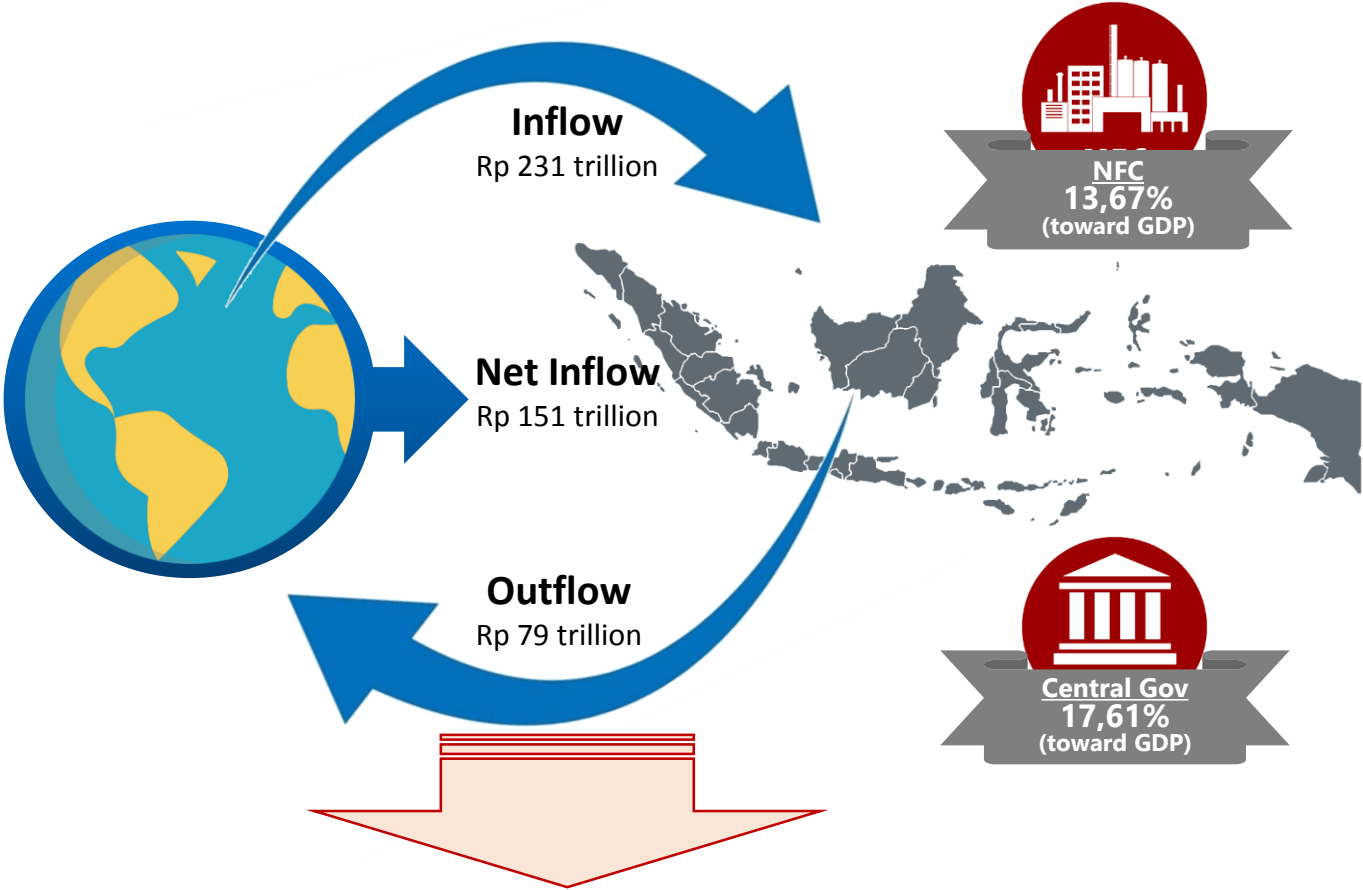 Inflow
Rp 231 trillion
NFC
13,67%
(toward GDP)
Net Inflow
Rp 151 trillion
Outflow
Rp 79 trillion
Central Gov
17,61%
(toward GDP)